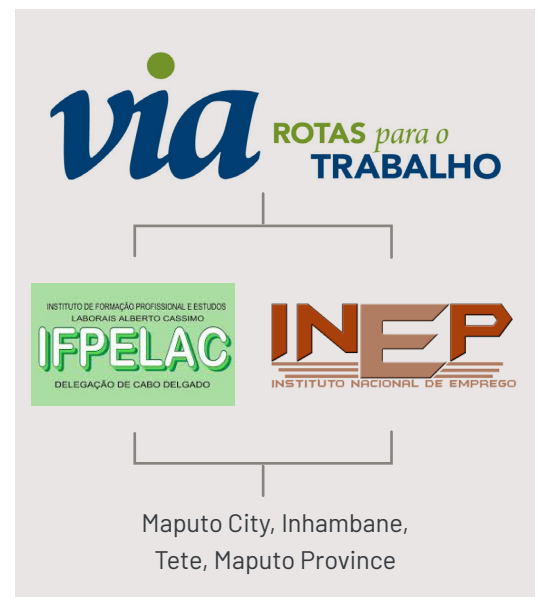 via ROTAS para o
TRABALHO
INSTITUTO DE FORMAÇÃO PROFISSIONAL E ESTUDOS
LABORAIS ALBERTO CASSIMO
IFPELAC
DELEGAÇÃO DE CABO DELGADO
INEP
INSTITUTO NACIONAL DE EMPREGO
Maputo City, Inhambane,
Tete, Maputo Province